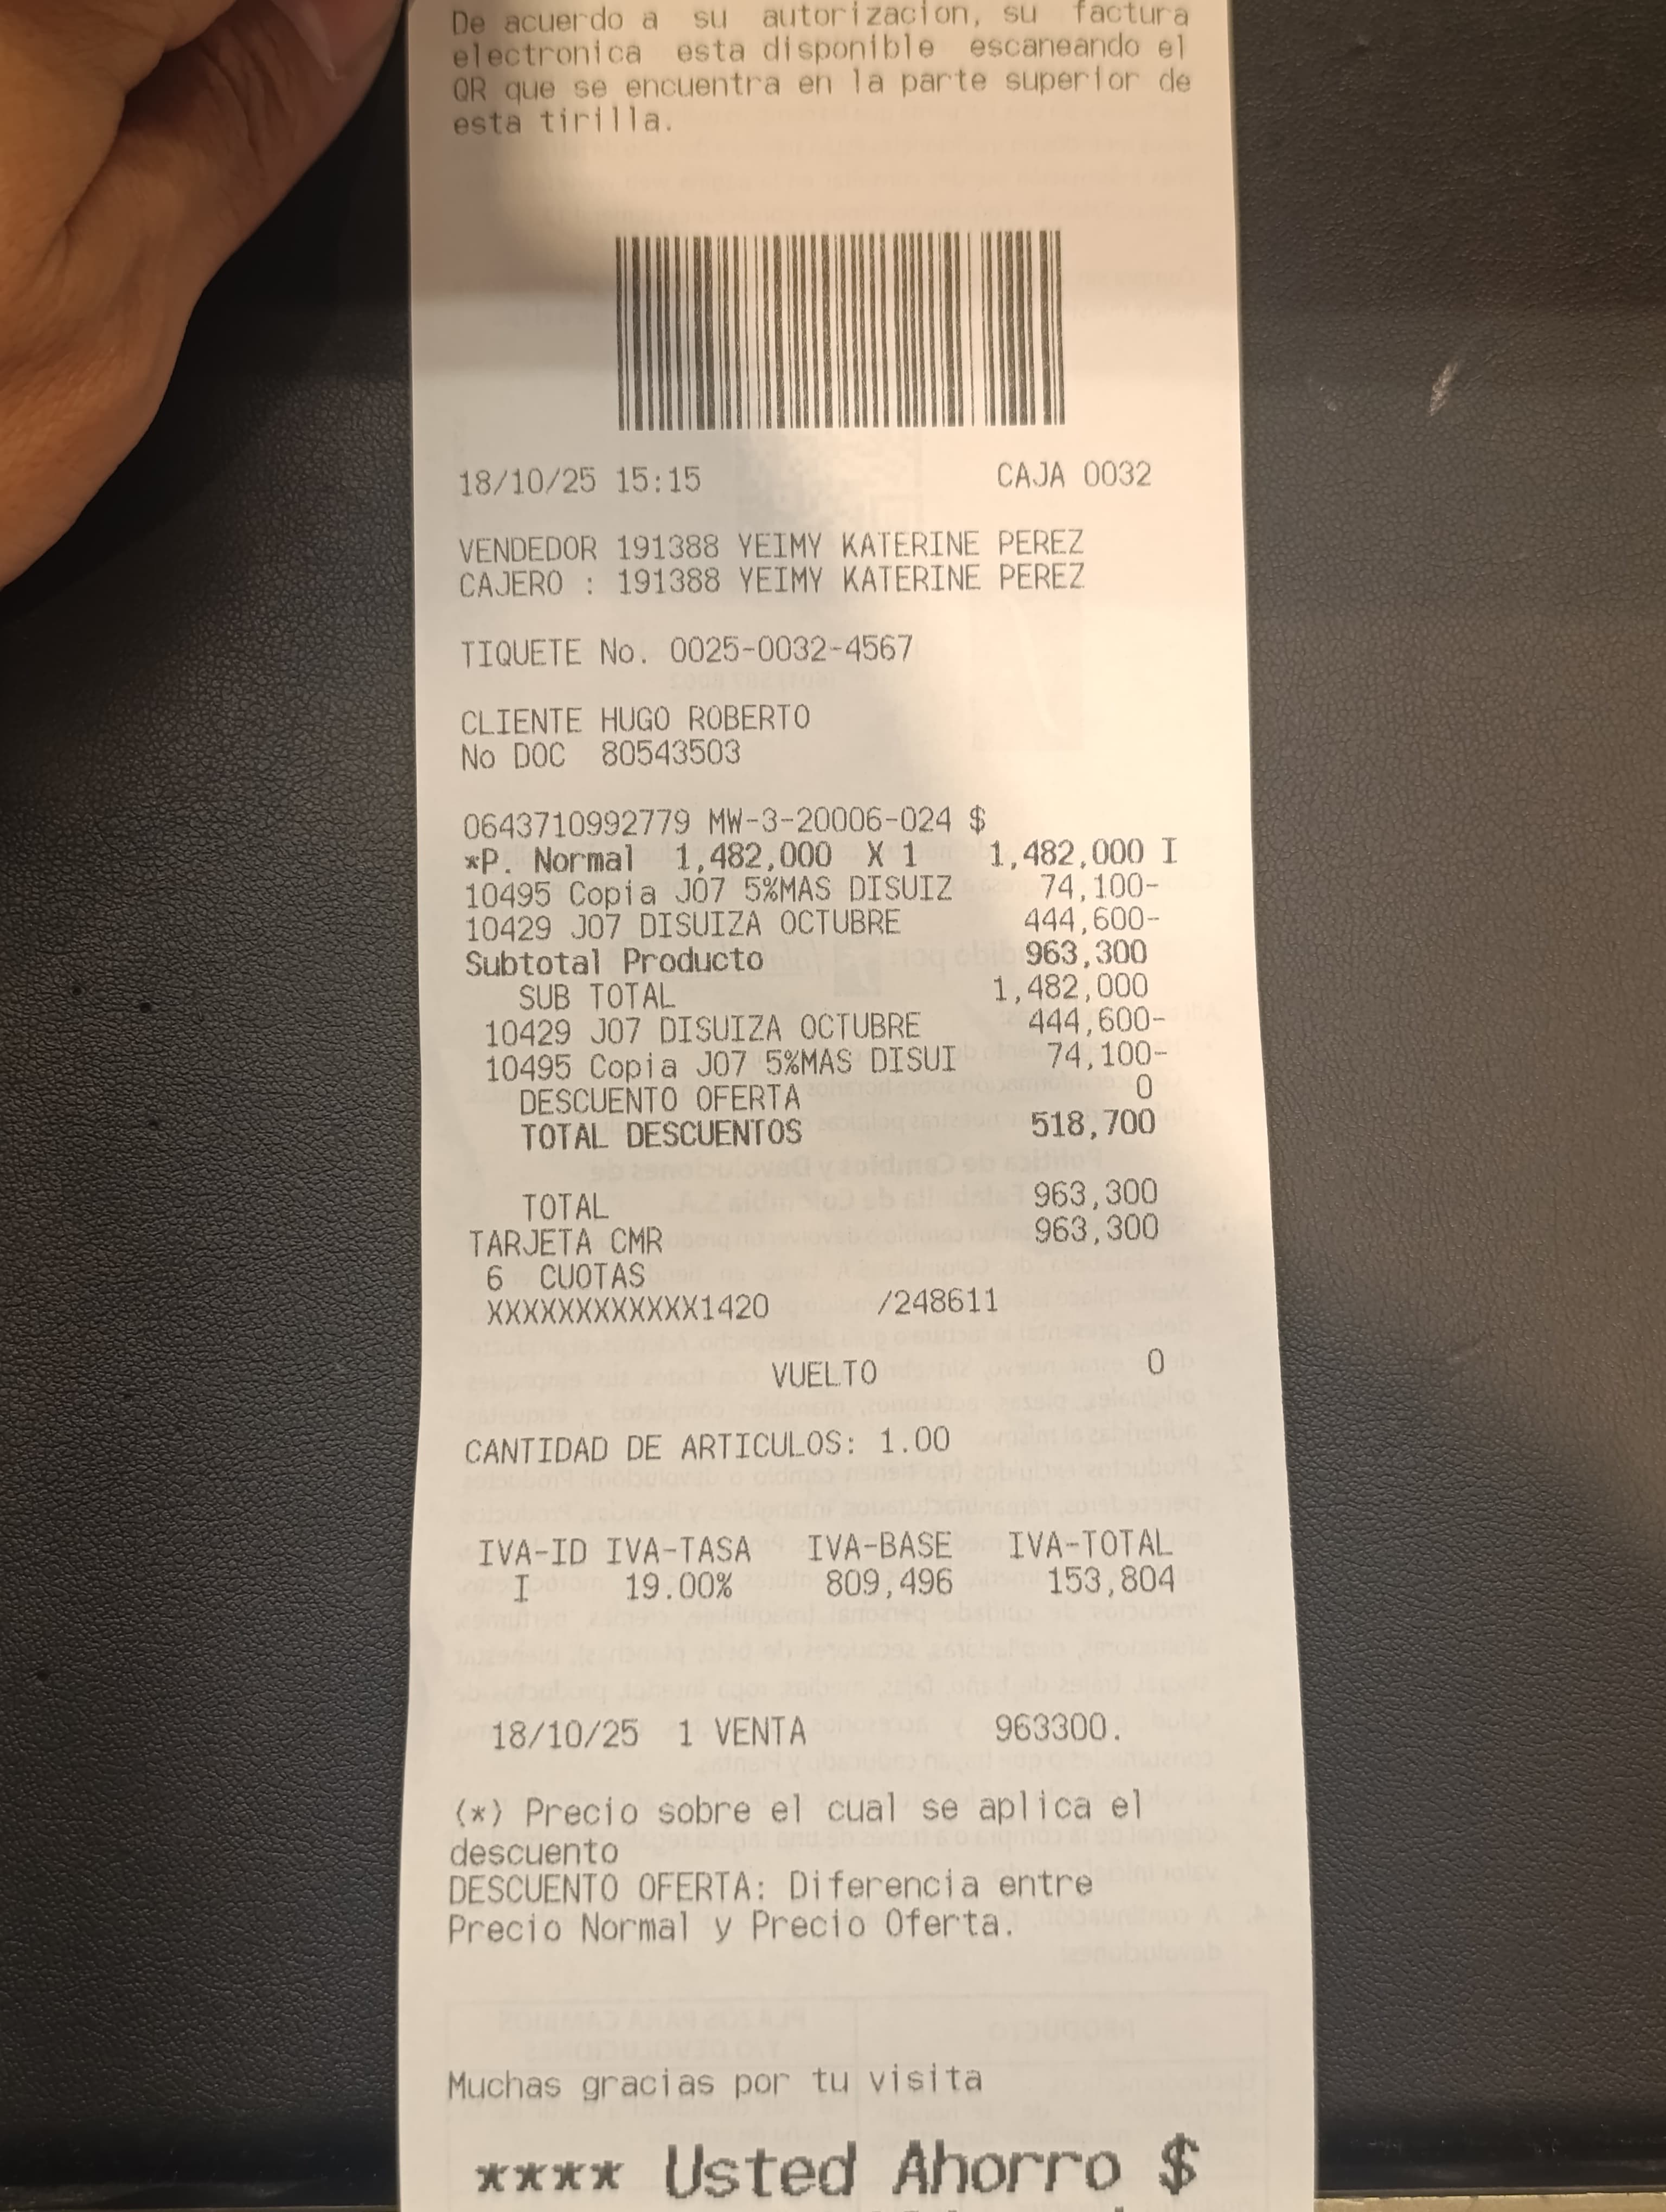 De acuerdo a su autorizacion, su factura
electronica esta disponible escaneando el
QR que se encuentra en la parte superior de
esta tirilla.
18/10/25 15:15 CAJA 0032
VENDEDOR 191388 YEIMY KATERINE PEREZ
CAJERO : 191388 YEIMY KATERINE PEREZ
TIQUETE No. 0025-0032-4567
CLIENTE HUGO ROBERTO
No DOC 80543503
0643710992779 MW-3-20006-024 $
*P. Normal 1,482,000 X 1 1,482,000 I
10495 Copia J07 5%MAS DISUIZ 74,100-
10429 J07 DISUIZA OCTUBRE 444,600-
Subtotal Producto 963,300
SUB TOTAL 1,482,000
10429 J07 DISUIZA OCTUBRE 444,600-
10495 Copia J07 5%MAS DISUI 74,100-
DESCUENTO OFERTA 0
TOTAL DESCUENTOS 518,700
TOTAL 963,300
TARJETA CMR 963,300
6 CUOTAS
XXXXXXXXXXXX1420 /248611
VUELTO 0
CANTIDAD DE ARTICULOS: 1.00
IVA-ID IVA-TASA IVA-BASE IVA-TOTAL
I 19.00% 809,496 153,804
18/10/25 1 VENTA 963300.
(*) Precio sobre el cual se aplica el
descuento
DESCUENTO OFERTA: Diferencia entre
Precio Normal y Precio Oferta.
Muchas gracias por tu visita
**** Usted Ahorro $